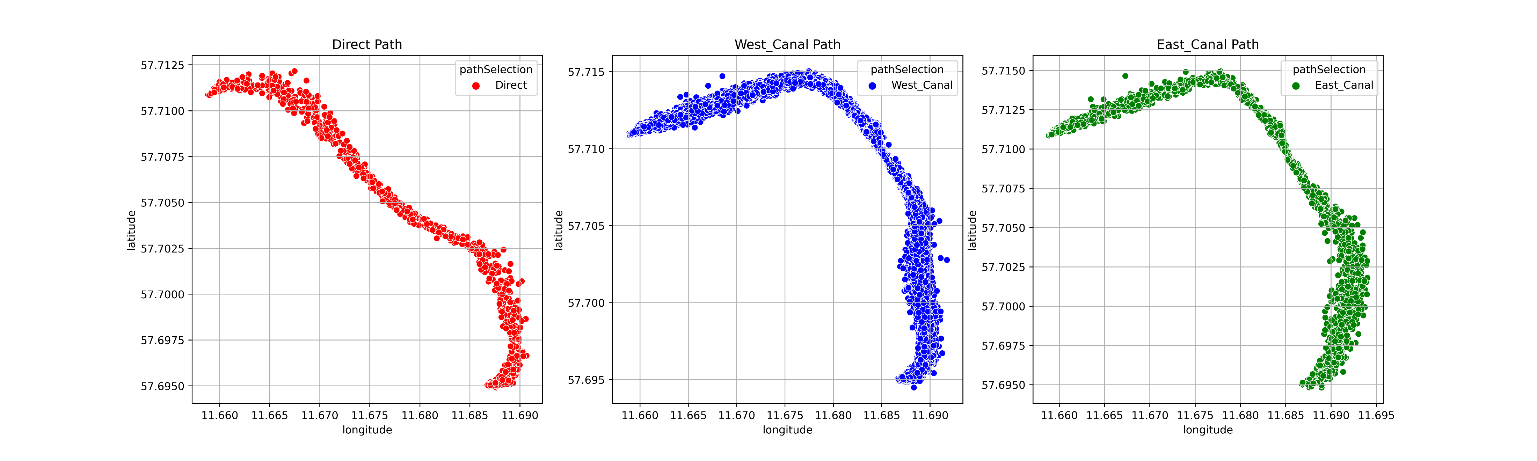 Direct Path
pathSelection
Direct
57.7125
57.7100
57.7075
57.7050
57.7025
57.7000
57.6975
57.6950
latitude
11.660 11.665 11.670 11.675 11.680 11.685 11.690
longitude
West_Canal Path
pathSelection
West_Canal
57.715
57.710
57.705
57.700
57.695
latitude
11.660 11.665 11.670 11.675 11.680 11.685 11.690
longitude
East_Canal Path
pathSelection
East_Canal
57.7150
57.7125
57.7100
57.7075
57.7050
57.7025
57.7000
57.6975
57.6950
latitude
11.660 11.665 11.670 11.675 11.680 11.685 11.690 11.695
longitude